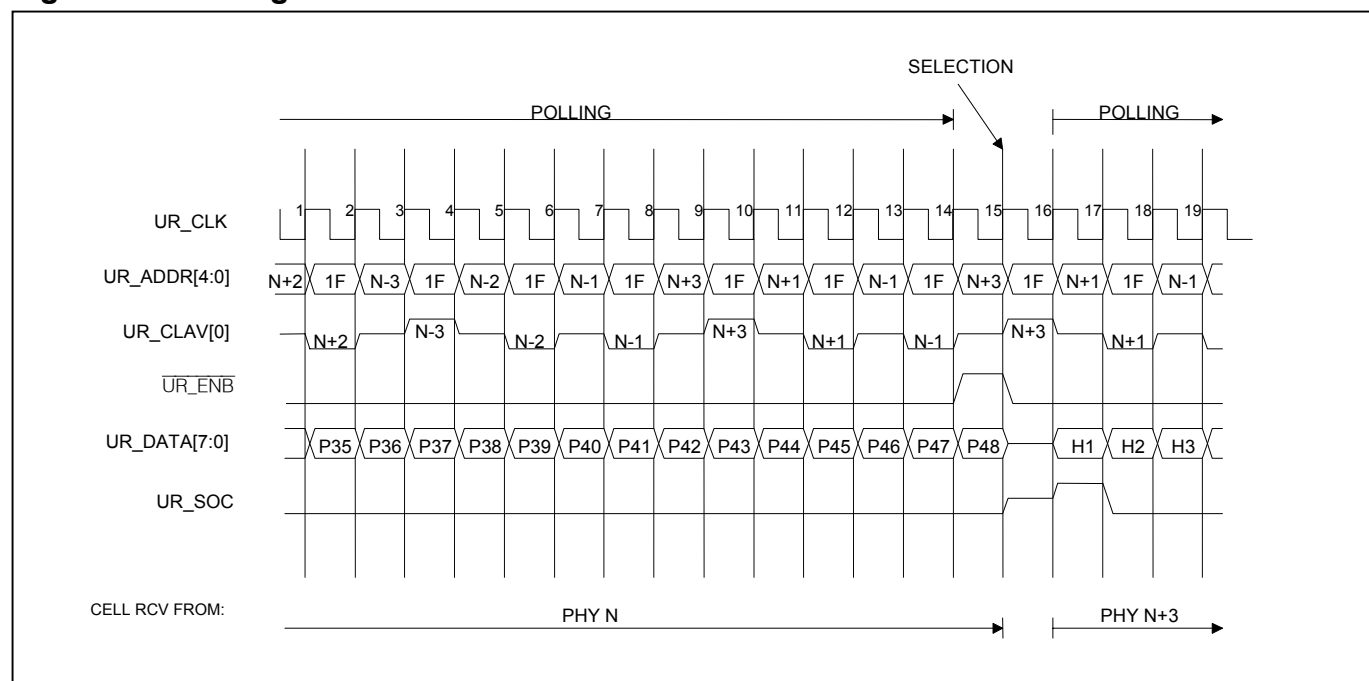 SELECTION
POLLING POLLING
UR_CLK 1 2 3 4 5 6 7 8 9 10 11 12 13 14 15 16 17 18 19
UR_ADDR[4:0] N+2 1F N-3 1F N-2 1F N-1 1F N+3 1F N+1 1F N-1 1F N+3 1F N+1 1F N-1
UR_CLAV[0] N+2 N-3 N-2 N-1 N+3 N+1 N-1 N+3 N+1
UR_ENB
UR_DATA[7:0] P35 P36 P37 P38 P39 P40 P41 P42 P43 P44 P45 P46 P47 P48 H1 H2 H3
UR_SOC
CELL RCV FROM: PHY N PHY N+3